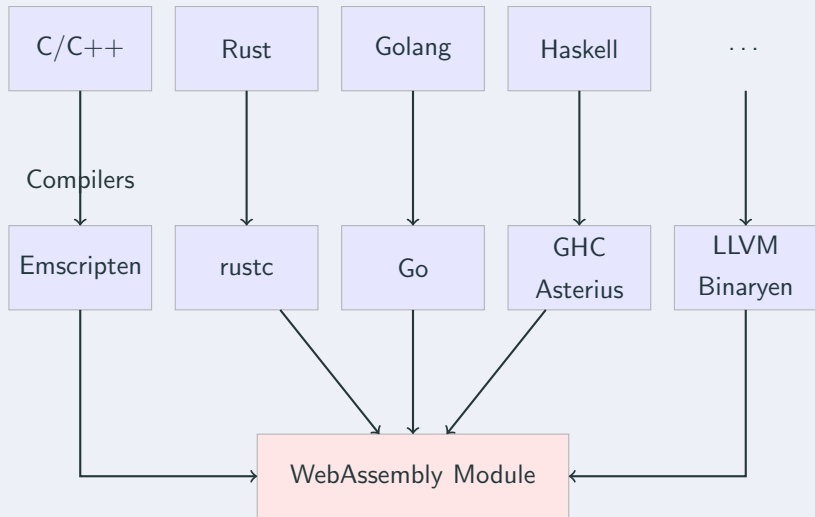 C/C++
Rust
Golang
Haskell
...
Compilers
Emscripten
rustc
Go
GHC
Asterius
LLVM
Binaryen
WebAssembly Module